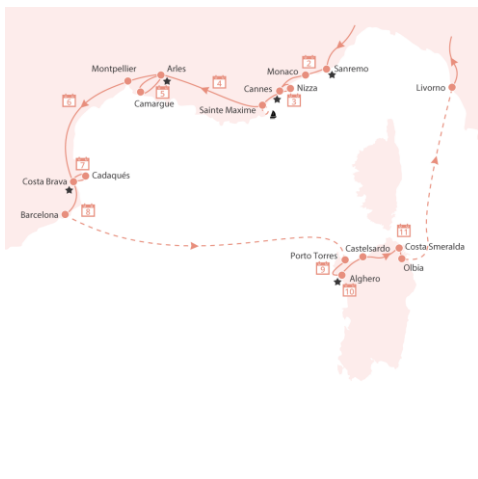 2
Monaco
Sanremo
Montpellier
Arles
4
Cannes
Nizza
Livorno
5
3
6
Camargue
Sainte Maxime
7
Cadaqués
Costa Brava
8
Barcelona
11
Castelsardo
Costa Smeralda
Porto Torres
9
Olbia
Alghero
10